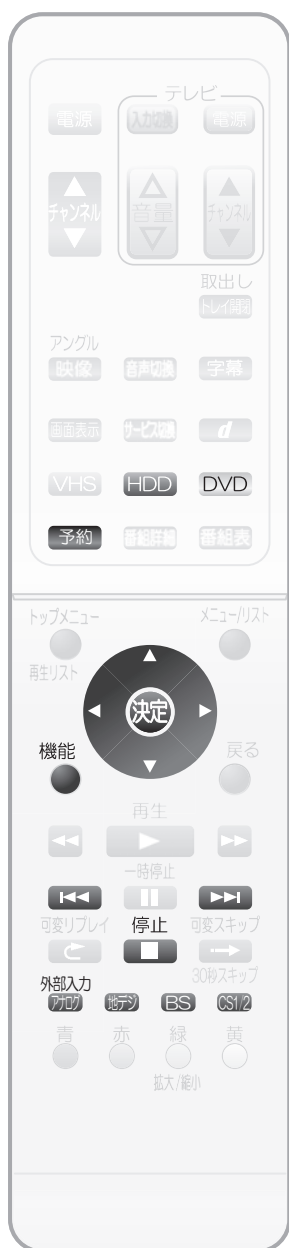 テレビ
電源 入力切換 電源
チャンネル 音量 チャンネル
取出し
トレイ開閉
アングル
映像 音声切換 字幕
画面表示 サービス切換 d
VHS HDD DVD
予約 番組詳細 番組表
トップメニュー メニュー/リスト
再生リスト
決定
機能 戻る
再生
一時停止
可変リプレイ 停止 可変スキップ
30秒スキップ
外部入力
アナログ 地デジ BS CS1/2
青 赤 緑 黄
拡大/縮小